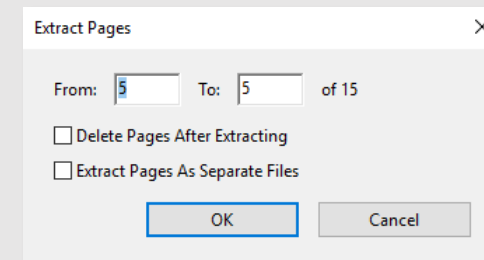 Extract Pages
From: 5 To: 5 of 15
Delete Pages After Extracting
Extract Pages As Separate Files
OK Cancel